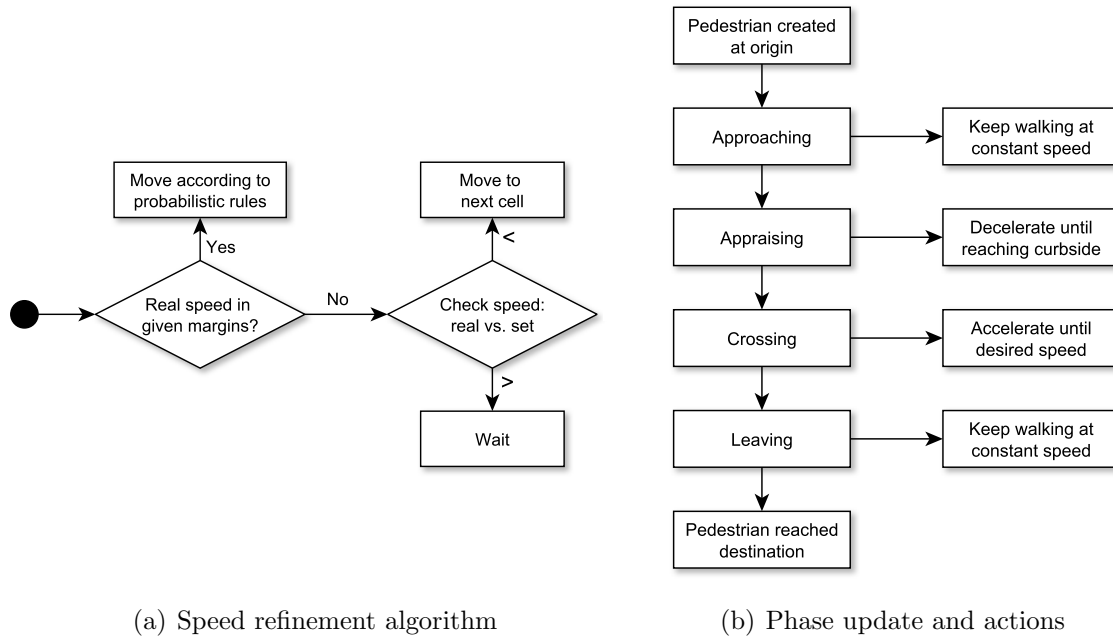 Move according to
probabilistic rules
Move to
next cell
Yes
<
Real speed in
given margins?
No
Check speed:
real vs. set
>
Wait
(a) Speed refinement algorithm
Pedestrian created
at origin
Approaching
Keep walking at
constant speed
Appraising
Decelerate until
reaching curbside
Crossing
Accelerate until
desired speed
Leaving
Keep walking at
constant speed
Pedestrian reached
destination
(b) Phase update and actions